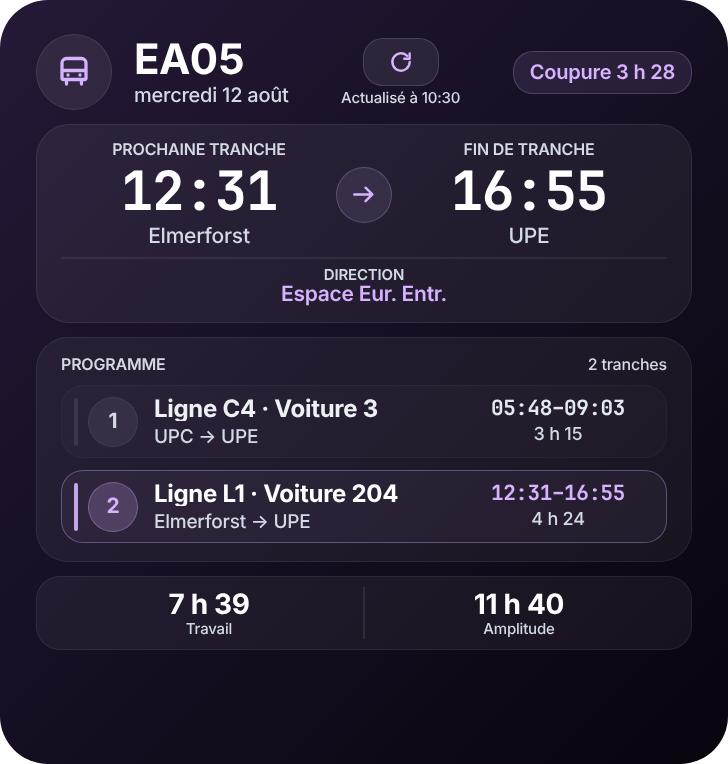 EA05
mercredi 12 août
Actualisé à 10:30
Coupure 3 h 28
PROCHAINE TRANCHE
12:31
Elmerforst
→
FIN DE TRANCHE
16:55
UPE
DIRECTION
Espace Eur. Entr.
PROGRAMME
2 tranches
1
Ligne C4 · Voiture 3
UPC → UPE
05:48–09:03
3 h 15
2
Ligne L1 · Voiture 204
Elmerforst → UPE
12:31–16:55
4 h 24
7 h 39
Travail
11 h 40
Amplitude